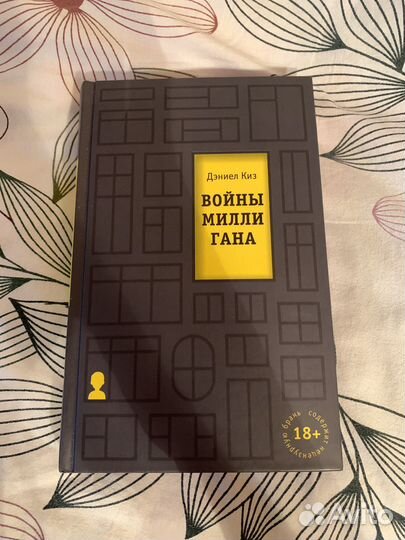 Дэниел Киз
ВОЙНЫ
МИЛЛИ
ГАНА
содержит нецензурную брань
18+
Avito